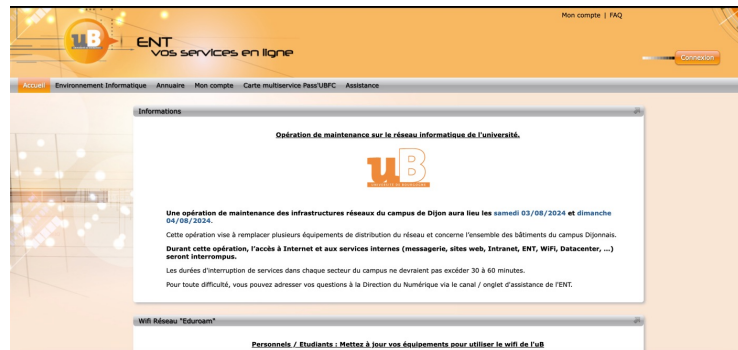 Mon compte | FAQ
uB
ENT
vos services en ligne
Connexion
Accueil Environnement Informatique Annuaire Mon compte Carte multiservice Pass'UBFC Assistance
Informations
Opération de maintenance sur le réseau informatique de l'université.
uB
UNIVERSITÉ DE BOURGOGNE
Une opération de maintenance des infrastructures réseaux du campus de Dijon aura lieu les samedi 03/08/2024 et dimanche
04/08/2024.
Cette opération vise à remplacer plusieurs équipements de distribution du réseau et concerne l'ensemble des bâtiments du campus Dijonnais.
Durant cette opération, l'accès à Internet et aux services internes (messagerie, sites web, Intranet, ENT, WiFi, Datacenter, ...)
seront interrompus.
Les durées d'interruption de services dans chaque secteur du campus ne devraient pas excéder 30 à 60 minutes.
Pour toute difficulté, vous pouvez adresser vos questions à la Direction du Numérique via le canal / onglet d'assistance de l'ENT.
Wifi Réseau "Eduroam"
Personnels / Etudiants : Mettez à jour vos équipements pour utiliser le wifi de l'uB